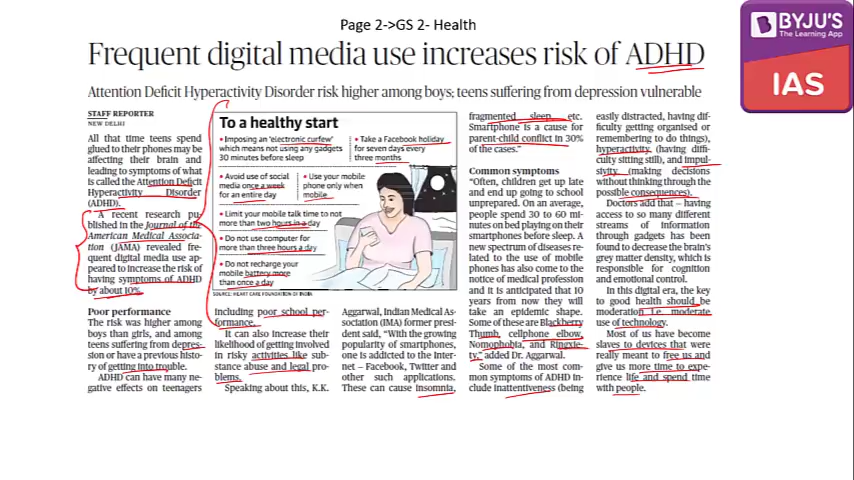 Page 2->GS 2- Health
BYJU'S
The Learning App
IAS
Frequent digital media use increases risk of ADHD
Attention Deficit Hyperactivity Disorder risk higher among boys; teens suffering from depression vulnerable
STAFF REPORTER
NEW DELHI
All that time teens spend
glued to their phones may be
affecting their brain and
leading to symptoms of what
is called the Attention Deficit
Hyperactivity Disorder
(ADHD).
A recent research pu-
blished in the Journal of the
American Medical Associa-
tion (JAMA) revealed fre-
quent digital media use ap-
peared to increase the risk of
having symptoms of ADHD
by about 10%.
Poor performance
The risk was higher among
boys than girls, and among
teens suffering from depres-
sion or have a previous histo-
ry of getting into trouble.
ADHD can have many ne-
gative effects on teenagers
To a healthy start
• Imposing an 'electronic curfew'
which means not using any gadgets
30 minutes before sleep
• Take a Facebook holiday
for seven days every
three months
• Avoid use of social
media once a week
for an entire day
• Use your mobile
phone only when
mobile
• Limit your mobile talk time to not
more than two hours in a day
• Do not use computer for
more than three hours a day
• Do not recharge your
mobile battery more
than once a day
SOURCE: HEART CARE FOUNDATION OF INDIA
including poor school per-
formance.
It can also increase their
likelihood of getting involved
in risky activities like sub-
stance abuse and legal pro-
blems.
Speaking about this, K.K.
Aggarwal, Indian Medical As-
sociation (IMA) former presi-
dent said, "With the growing
popularity of smartphones,
one is addicted to the Inter-
net – Facebook, Twitter and
other such applications.
These can cause insomnia,
fragmented sleep, etc.
Smartphone is a cause for
parent-child conflict in 30%
of the cases."
Common symptoms
"Often, children get up late
and end up going to school
unprepared. On an average,
people spend 30 to 60 mi-
nutes on bed playing on their
smartphones before sleep. A
new spectrum of diseases re-
lated to the use of mobile
phones has also come to the
notice of medical profession
and it is anticipated that 10
years from now they will
take an epidemic shape.
Some of these are Blackberry
Thumb, cellphone elbow,
Nomophobia, and Ringxie-
ty," added Dr. Aggarwal.
Some of the most com-
mon symptoms of ADHD in-
clude inattentiveness (being
easily distracted, having dif-
ficulty getting organised or
remembering to do things),
hyperactivity (having diffi-
culty sitting still), and impul-
sivity (making decisions
without thinking through the
possible consequences).
Doctors add that – having
access to so many different
streams of information
through gadgets has been
found to decrease the brain's
grey matter density, which is
responsible for cognition
and emotional control.
In this digital era, the key
to good health should be
moderation i.e. moderate
use of technology.
Most of us have become
slaves to devices that were
really meant to free us and
give us more time to expe-
rience life and spend time
with people.